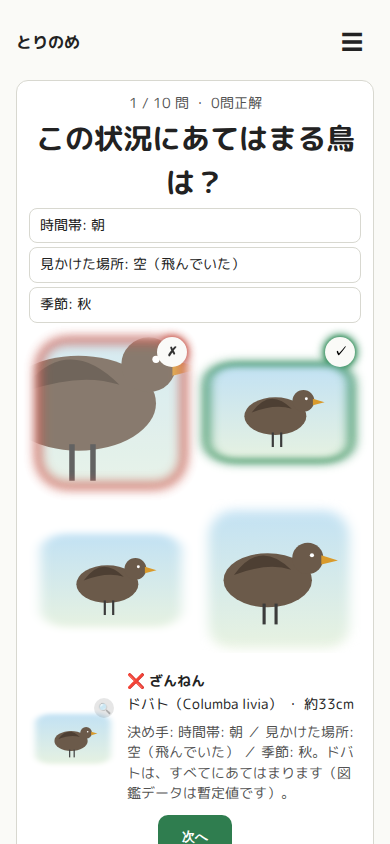 とりのめ
☰
1 / 10 問 ・ 0問正解
この状況にあてはまる鳥
は？
時間帯: 朝
見かけた場所: 空（飛んでいた）
季節: 秋
✗
✓
❌ ざんねん
ドバト（Columba livia） ・ 約33cm
決め手: 時間帯: 朝 ／ 見かけた場所:
空（飛んでいた） ／ 季節: 秋。ドバ
トは、すべてにあてはまります（図
鑑データは暫定値です）。
次へ